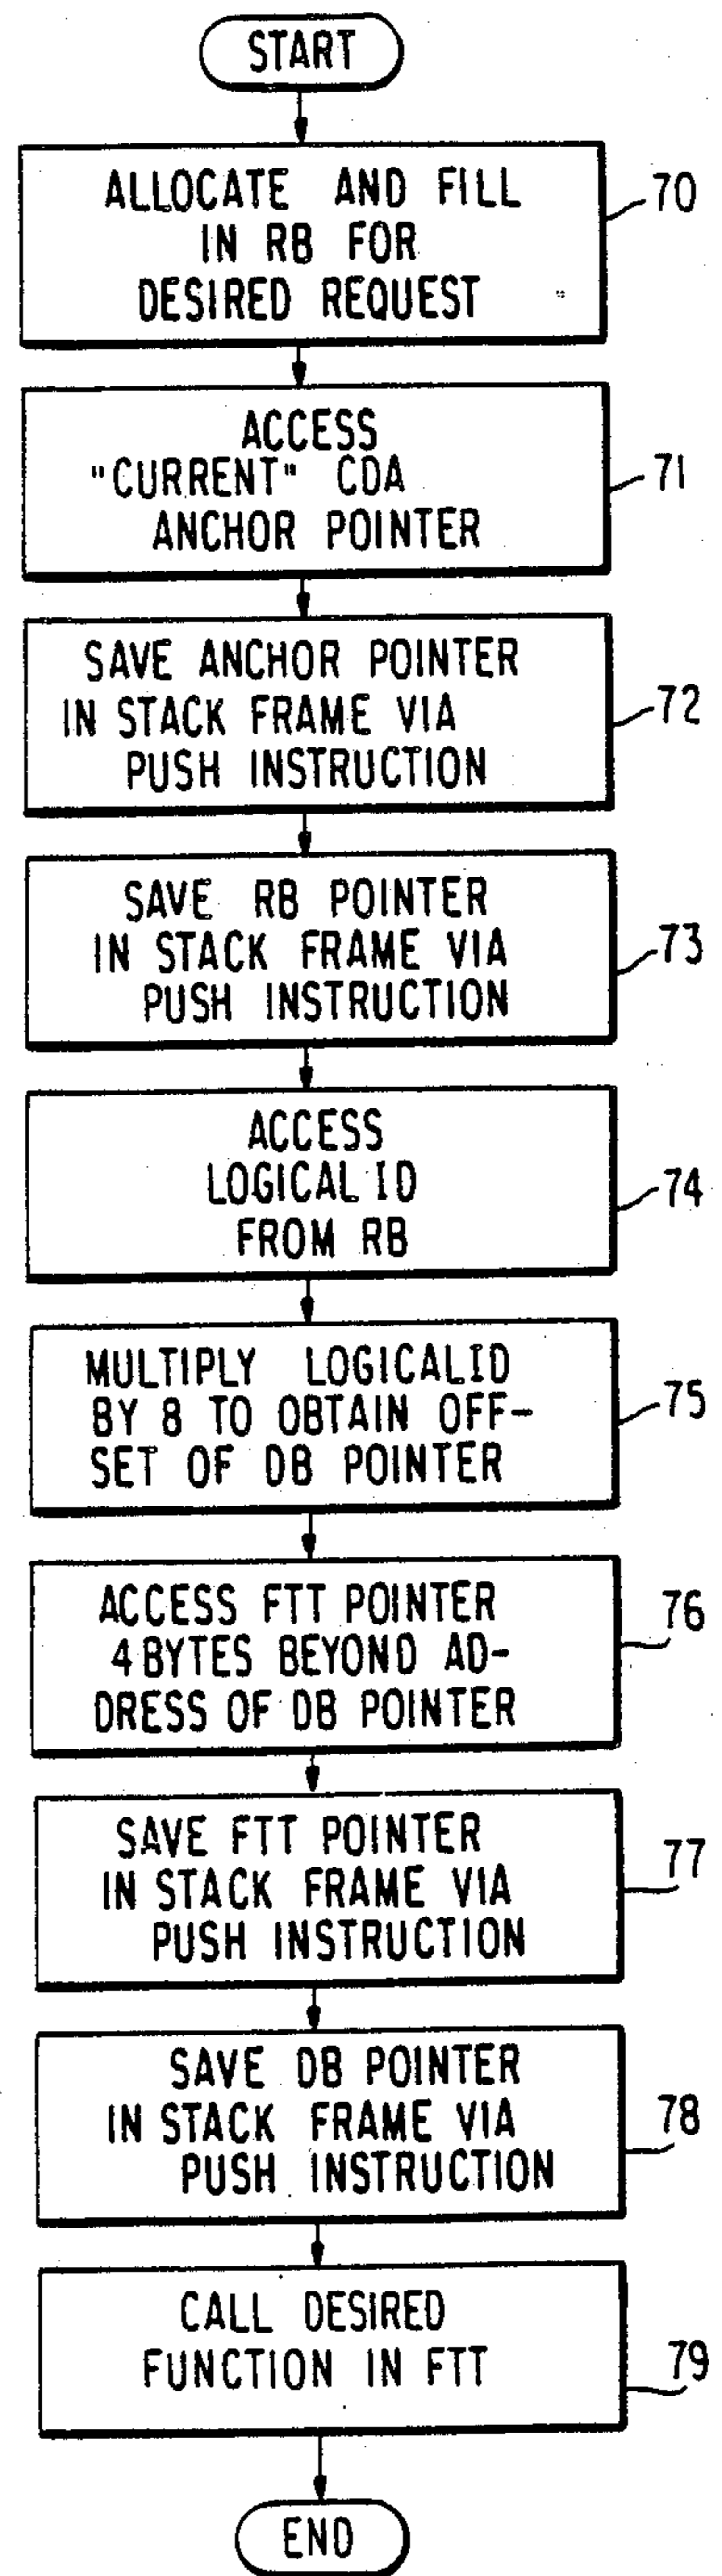 START
ALLOCATE AND FILL
IN RB FOR
DESIRED REQUEST
70
ACCESS
"CURRENT" CDA
ANCHOR POINTER
71
SAVE ANCHOR POINTER
IN STACK FRAME VIA
PUSH INSTRUCTION
72
SAVE RB POINTER
IN STACK FRAME VIA
PUSH INSTRUCTION
73
ACCESS
LOGICAL ID
FROM RB
74
MULTIPLY LOGICALID
BY 8 TO OBTAIN OFF-
SET OF DB POINTER
75
ACCESS FTT POINTER
4 BYTES BEYOND AD-
DRESS OF DB POINTER
76
SAVE FTT POINTER
IN STACK FRAME VIA
PUSH INSTRUCTION
77
SAVE DB POINTER
IN STACK FRAME VIA
PUSH INSTRUCTION
78
CALL DESIRED
FUNCTION IN FTT
79
END